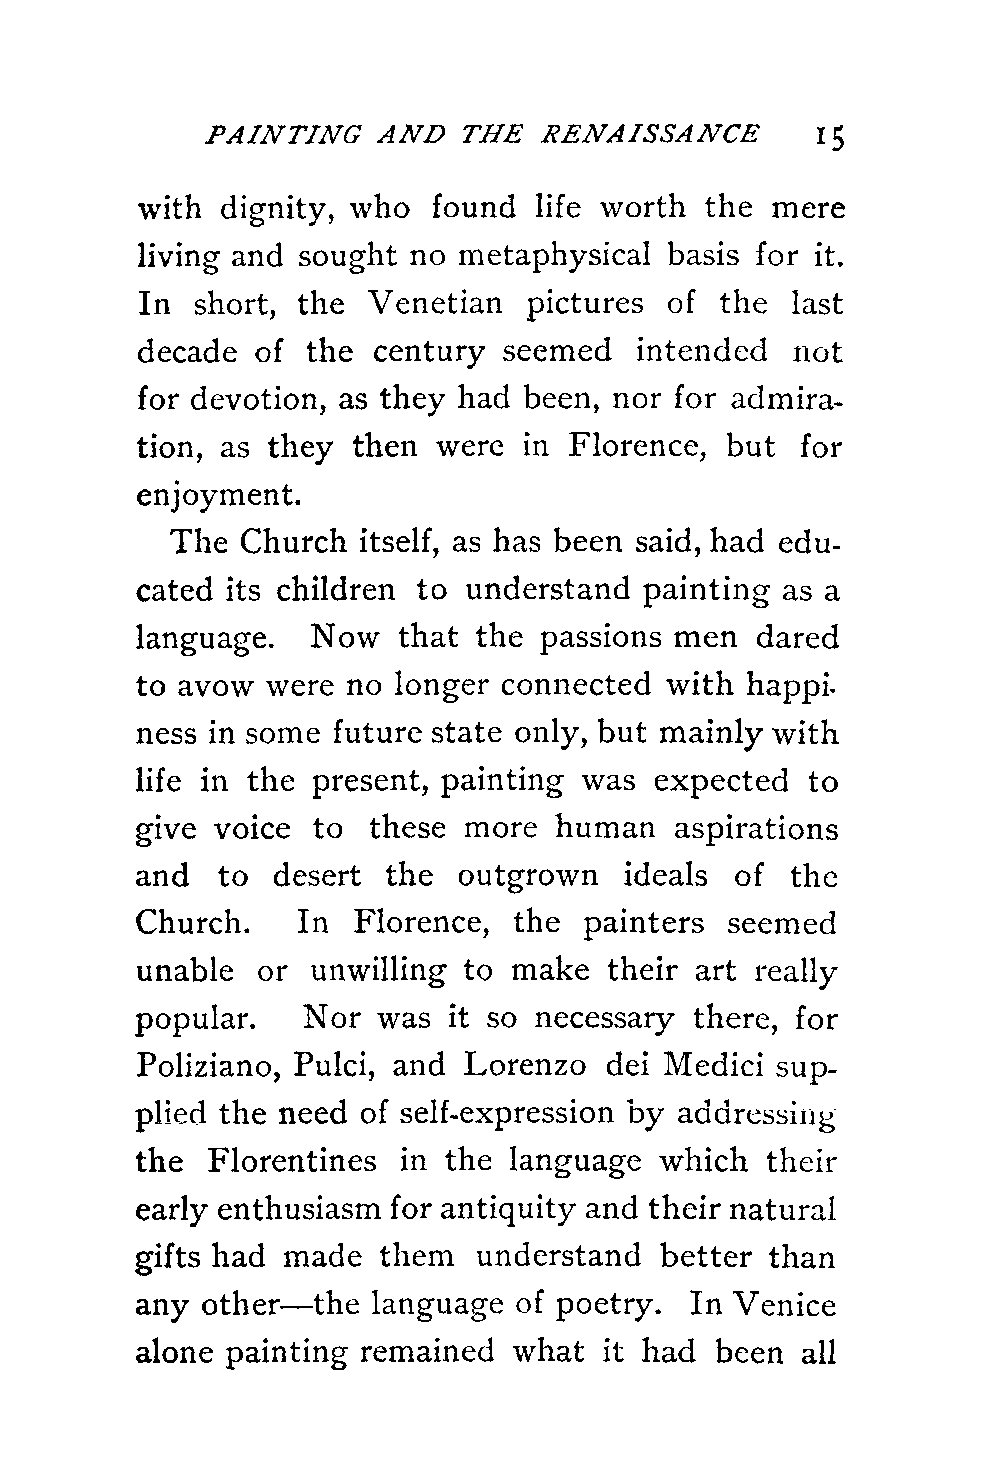 PAINTING AND THE RENAISSANCE 15
with dignity, who found life worth the mere
living and sought no metaphysical basis for it.
In short, the Venetian pictures of the last
decade of the century seemed intended not
for devotion, as they had been, nor for admira-
tion, as they then were in Florence, but for
enjoyment.
The Church itself, as has been said, had edu-
cated its children to understand painting as a
language. Now that the passions men dared
to avow were no longer connected with happi-
ness in some future state only, but mainly with
life in the present, painting was expected to
give voice to these more human aspirations
and to desert the outgrown ideals of the
Church. In Florence, the painters seemed
unable or unwilling to make their art really
popular. Nor was it so necessary there, for
Poliziano, Pulci, and Lorenzo dei Medici sup-
plied the need of self-expression by addressing
the Florentines in the language which their
early enthusiasm for antiquity and their natural
gifts had made them understand better than
any other—the language of poetry. In Venice
alone painting remained what it had been all